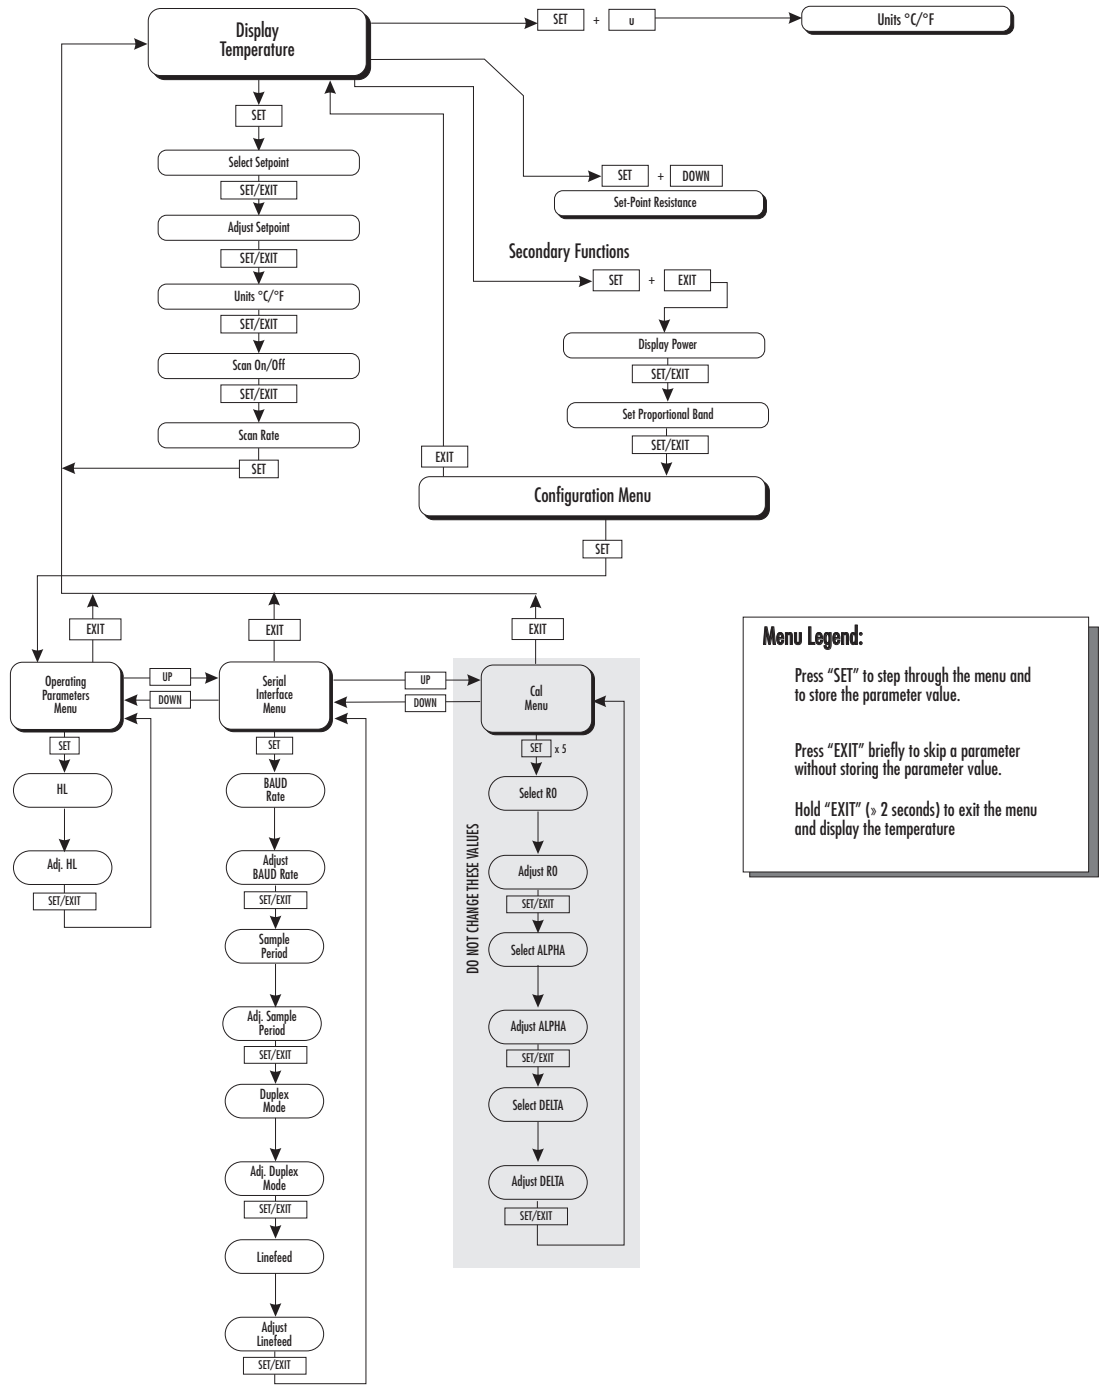 Display
Temperature
SET + u
Units °C/°F
SET
Select Setpoint
SET/EXIT
Adjust Setpoint
SET/EXIT
Units °C/°F
SET/EXIT
Scan On/Off
SET/EXIT
Scan Rate
SET
SET + DOWN
Set-Point Resistance
Secondary Functions
SET + EXIT
Display Power
SET/EXIT
Set Proportional Band
SET/EXIT
EXIT
Configuration Menu
SET
EXIT
EXIT
EXIT
Operating
Parameters
Menu
UP
DOWN
Serial
Interface
Menu
UP
DOWN
Cal
Menu
SET
HL
Adj. HL
SET/EXIT
SET
BAUD
Rate
Adjust
BAUD Rate
SET/EXIT
Sample
Period
Adj. Sample
Period
SET/EXIT
Duplex
Mode
Adj. Duplex
Mode
SET/EXIT
Linefeed
Adjust
Linefeed
SET/EXIT
SET x 5
Select R0
Adjust R0
SET/EXIT
Select ALPHA
Adjust ALPHA
SET/EXIT
Select DELTA
Adjust DELTA
SET/EXIT
DO NOT CHANGE THESE VALUES
Menu Legend:
Press “SET” to step through the menu and
to store the parameter value.
Press “EXIT” briefly to skip a parameter
without storing the parameter value.
Hold “EXIT” (» 2 seconds) to exit the menu
and display the temperature